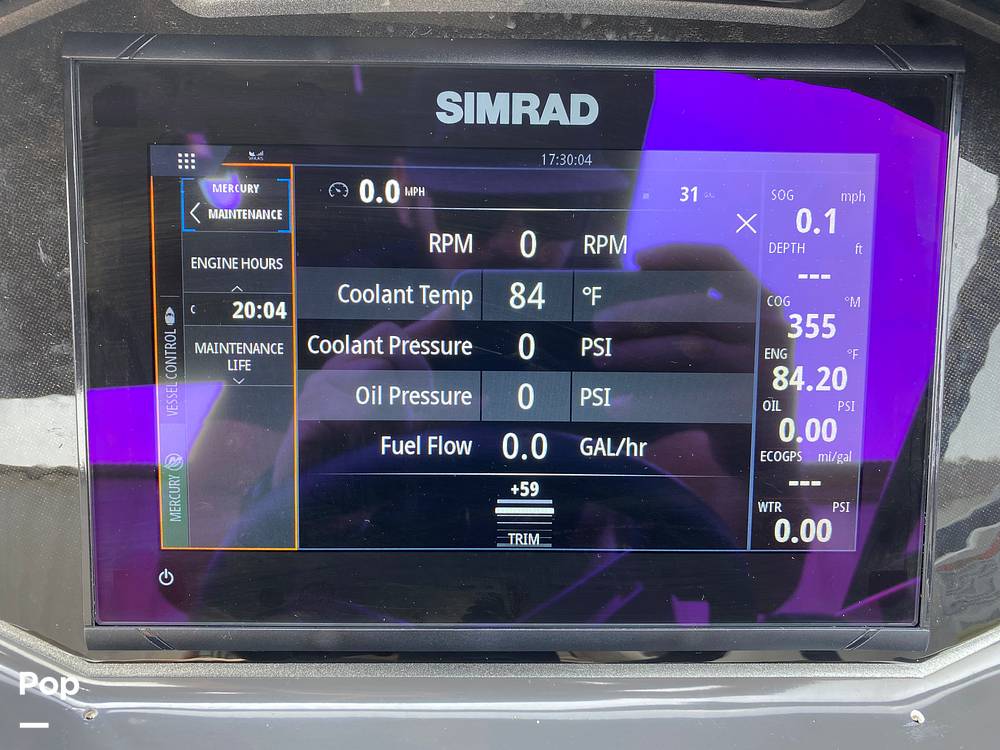 SIMRAD
17:30:04
MERCURY
MAINTENANCE
ENGINE HOURS
C 20:04
MAINTENANCE
LIFE
VESSEL CONTROL
MERCURY
0.0 MPH
31
RPM 0 RPM
Coolant Temp 84 °F
Coolant Pressure 0 PSI
Oil Pressure 0 PSI
Fuel Flow 0.0 GAL/hr
+59
TRIM
SOG mph
0.1
DEPTH ft
---
COG °M
355
ENG °F
84.20
OIL PSI
0.00
ECOGPS mi/gal
---
WTR PSI
0.00
Pop